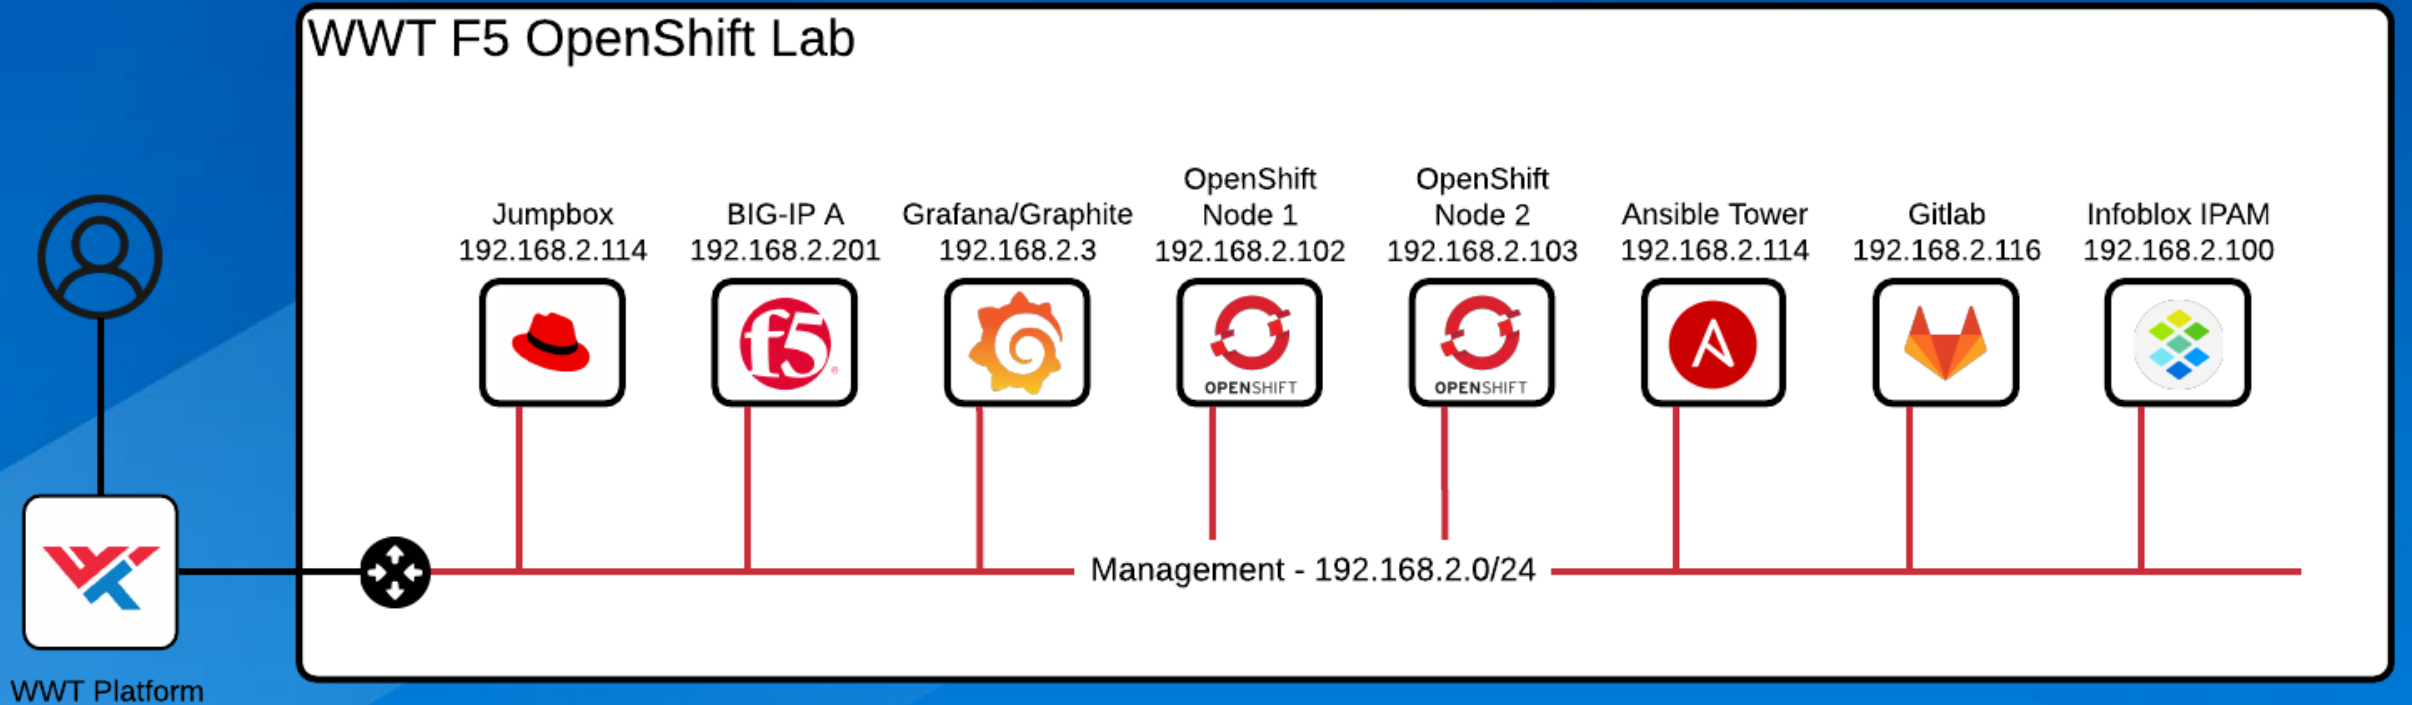 WWT F5 OpenShift Lab
Jumpbox
192.168.2.114
BIG-IP A
192.168.2.201
Grafana/Graphite
192.168.2.3
OpenShift
Node 1
192.168.2.102
OpenShift
Node 2
192.168.2.103
Ansible Tower
192.168.2.114
Gitlab
192.168.2.116
Infoblox IPAM
192.168.2.100
f5®
OPENSHIFT
OPENSHIFT
A
Management - 192.168.2.0/24
WWT Platform